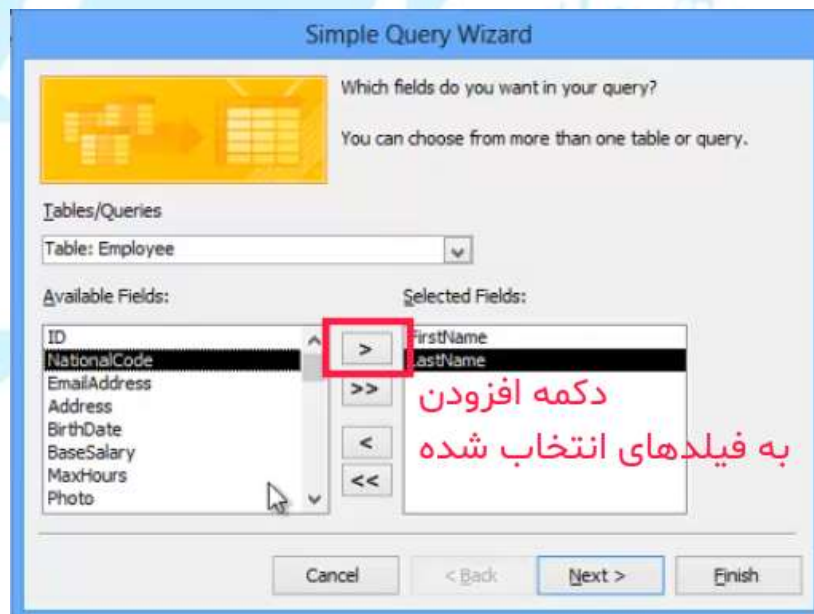 Simple Query Wizard
Which fields do you want in your query?
You can choose from more than one table or query.
Tables/Queries
Table: Employee
Available Fields:
Selected Fields:
ID
NationalCode
EmailAddress
Address
BirthDate
BaseSalary
MaxHours
Photo
>
>>
<
<<
FirstName
LastName
دکمه افزودن
به فیلدهای انتخاب شده
Cancel
< Back
Next >
Finish